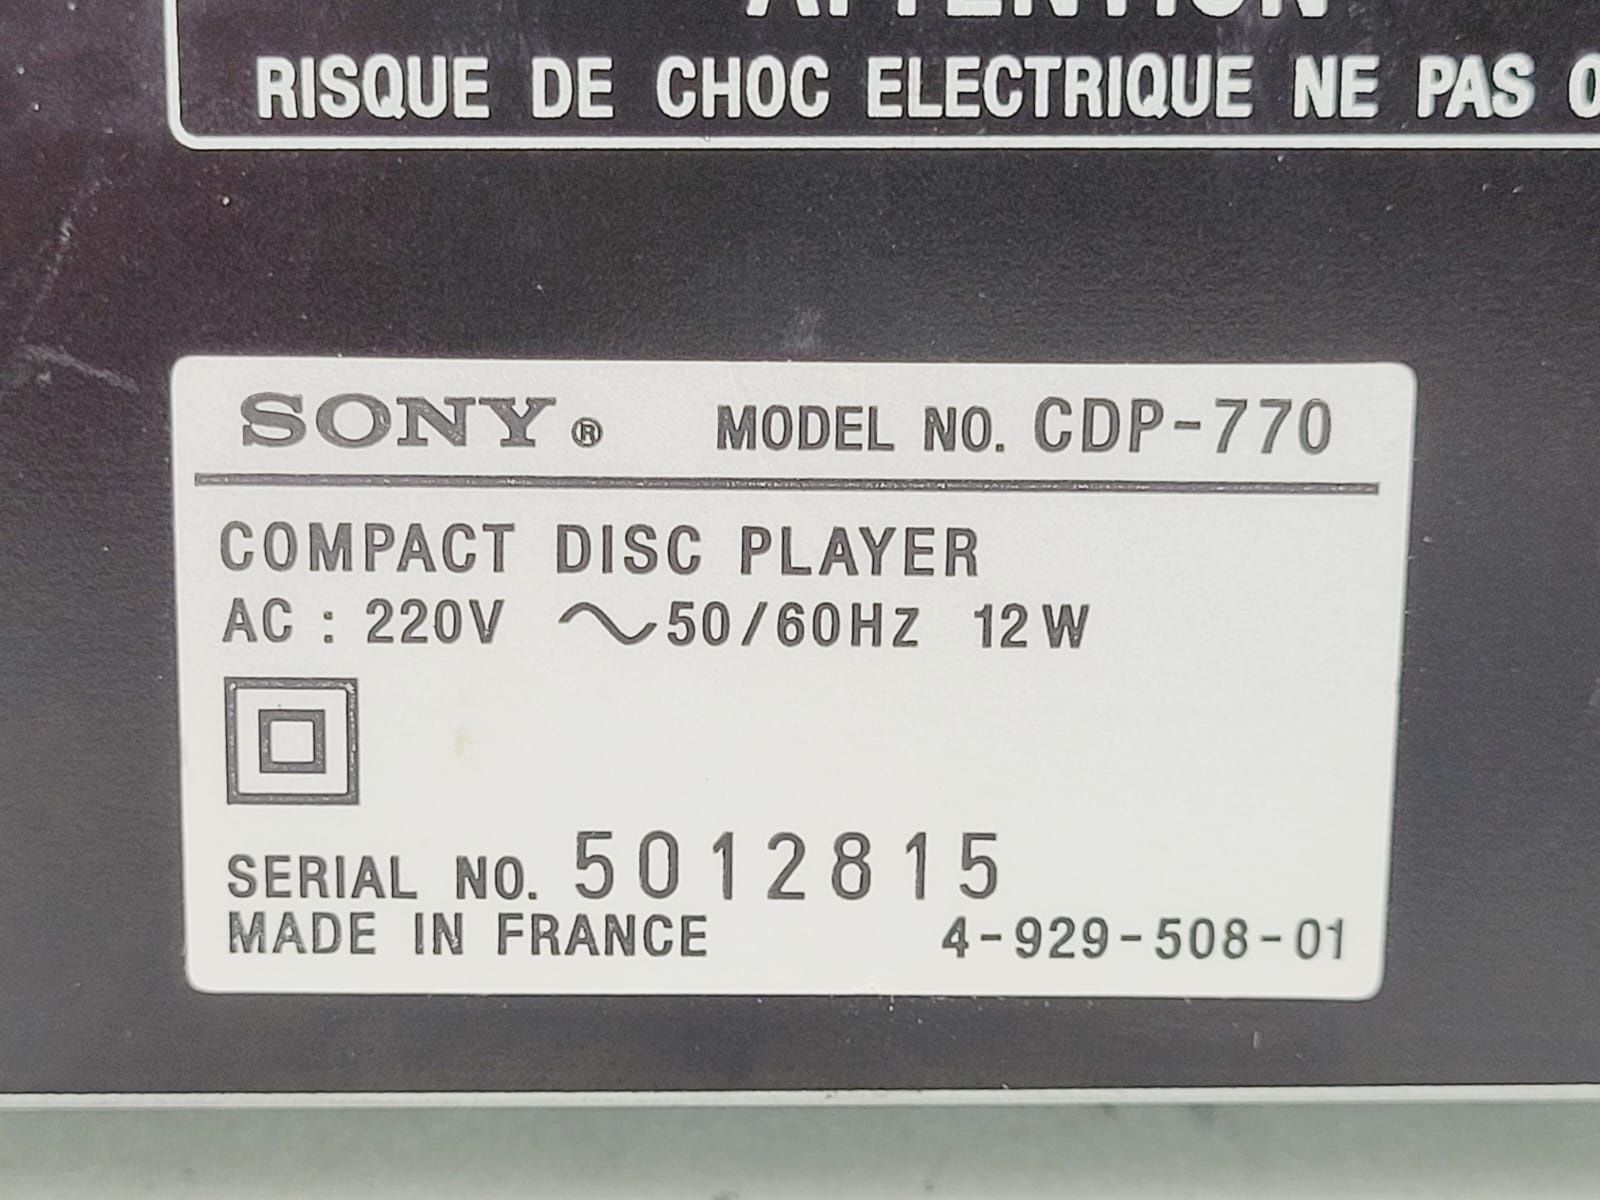 ATTENTION
RISQUE DE CHOC ELECTRIQUE NE PAS
SONY® MODEL NO. CDP-770
COMPACT DISC PLAYER
AC : 220V ～50/60Hz 12W
SERIAL NO. 5012815
MADE IN FRANCE 4-929-508-01